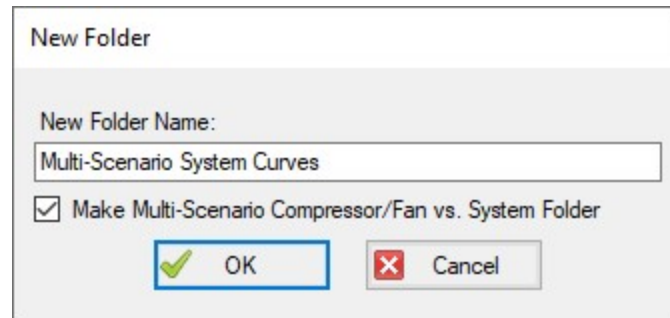 New Folder
New Folder Name:
Multi-Scenario System Curves
Make Multi-Scenario Compressor/Fan vs. System Folder
OK
Cancel